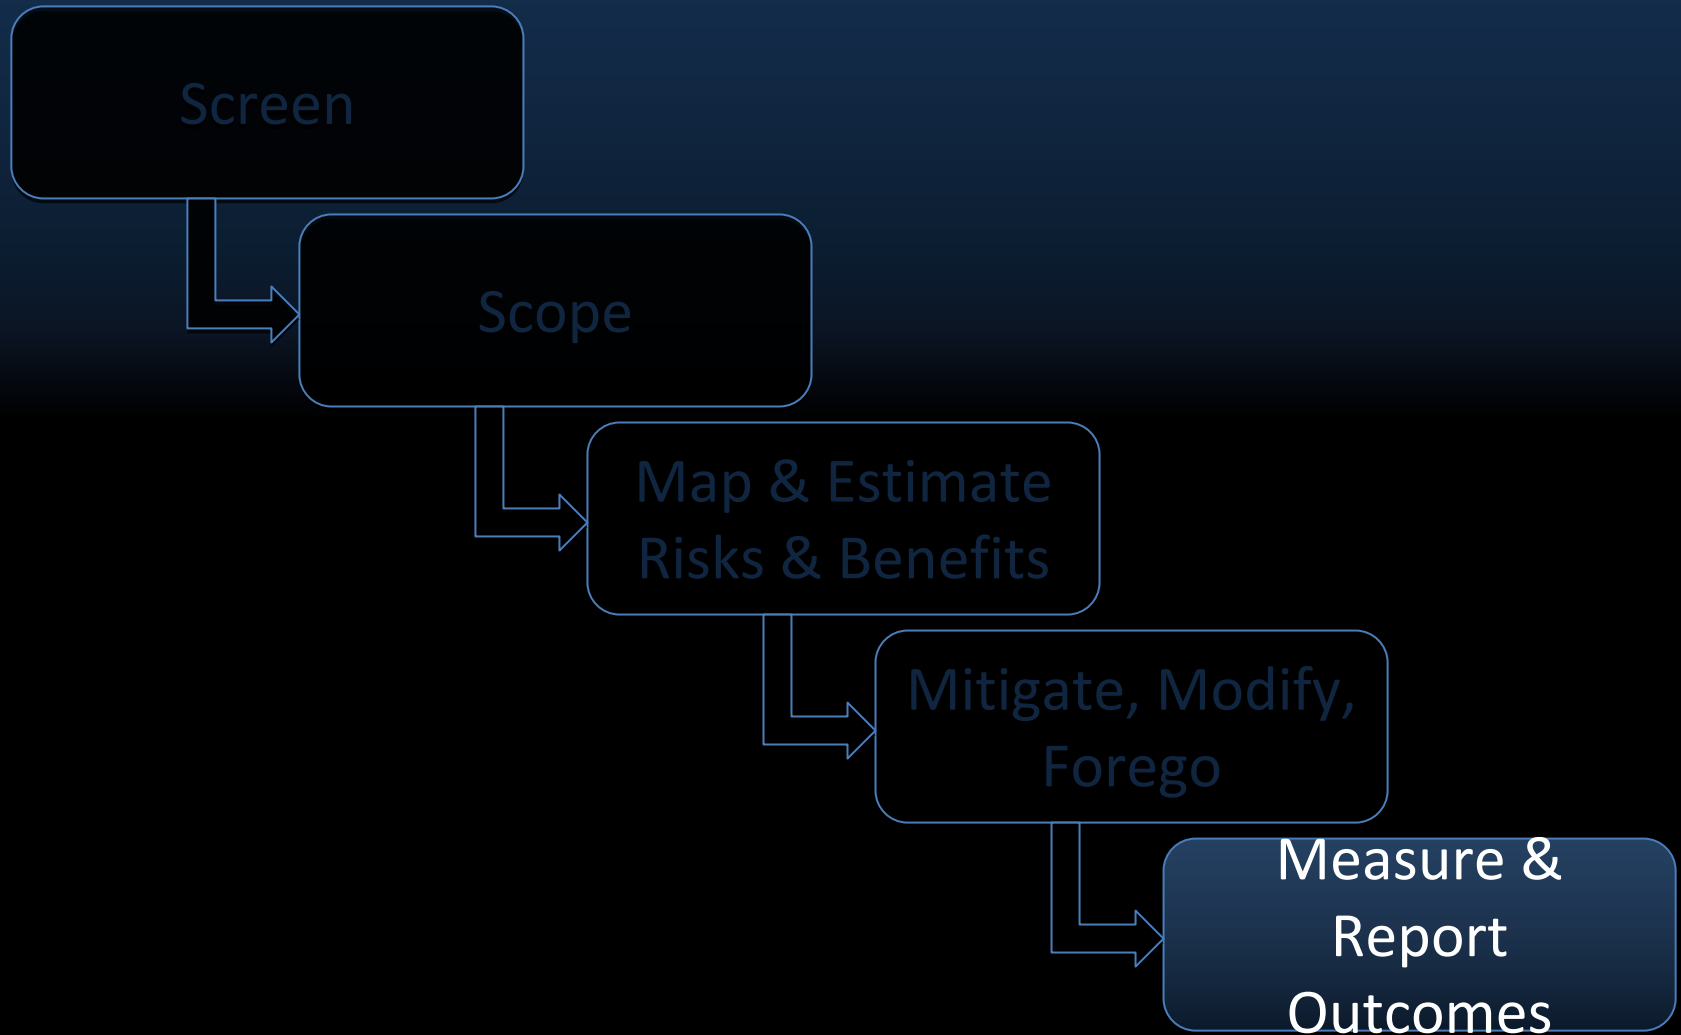 Screen
Scope
Map & Estimate
Risks & Benefits
Mitigate, Modify,
Forego
Measure &
Report
Outcomes